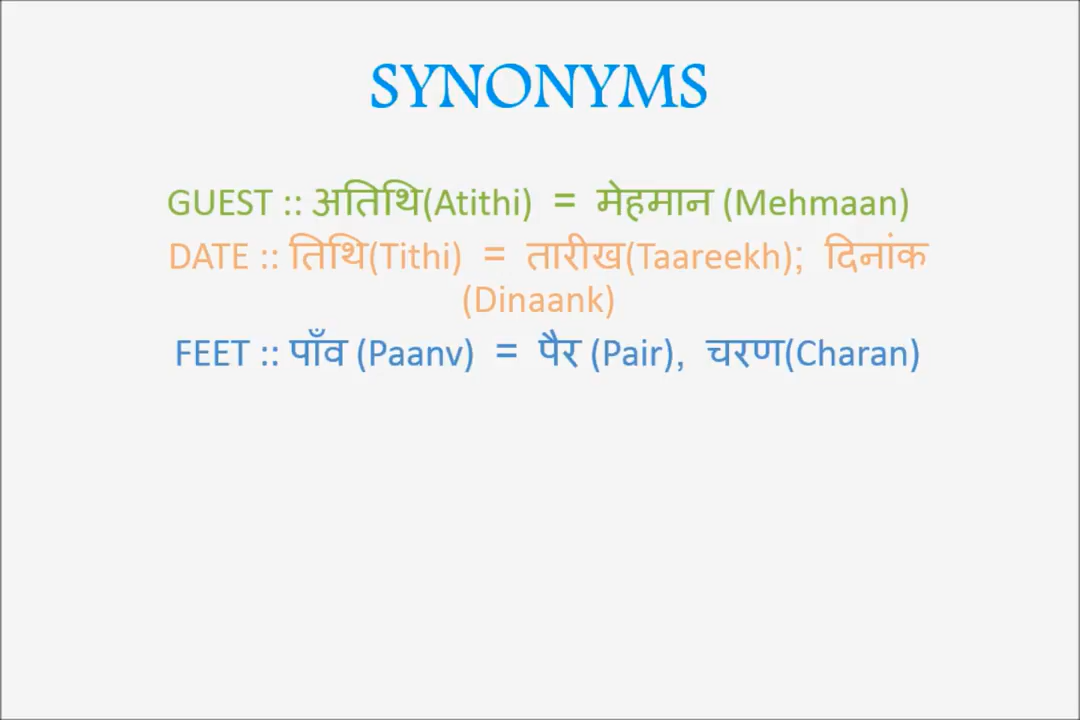 SYNONYMS
GUEST :: अतिथि(Atithi) = मेहमान (Mehmaan)
DATE :: तिथि(Tithi) = तारीख(Taareekh); दिनांक
(Dinaank)
FEET :: पाँव (Paanv) = पैर (Pair), चरण(Charan)